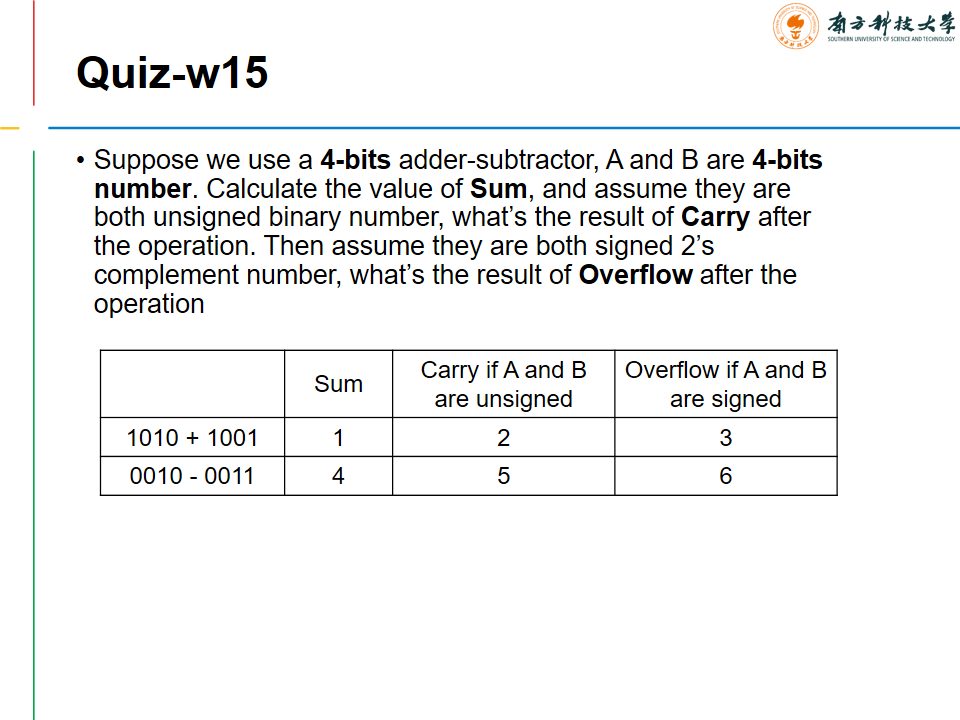 南方科技大学
SOUTHERN UNIVERSITY OF SCIENCE AND TECHNOLOGY
Quiz-w15
• Suppose we use a 4-bits adder-subtractor, A and B are 4-bits
number. Calculate the value of Sum, and assume they are
both unsigned binary number, what’s the result of Carry after
the operation. Then assume they are both signed 2’s
complement number, what’s the result of Overflow after the
operation
Sum
Carry if A and B
are unsigned
Overflow if A and B
are signed
1010 + 1001 1 2 3
0010 - 0011 4 5 6